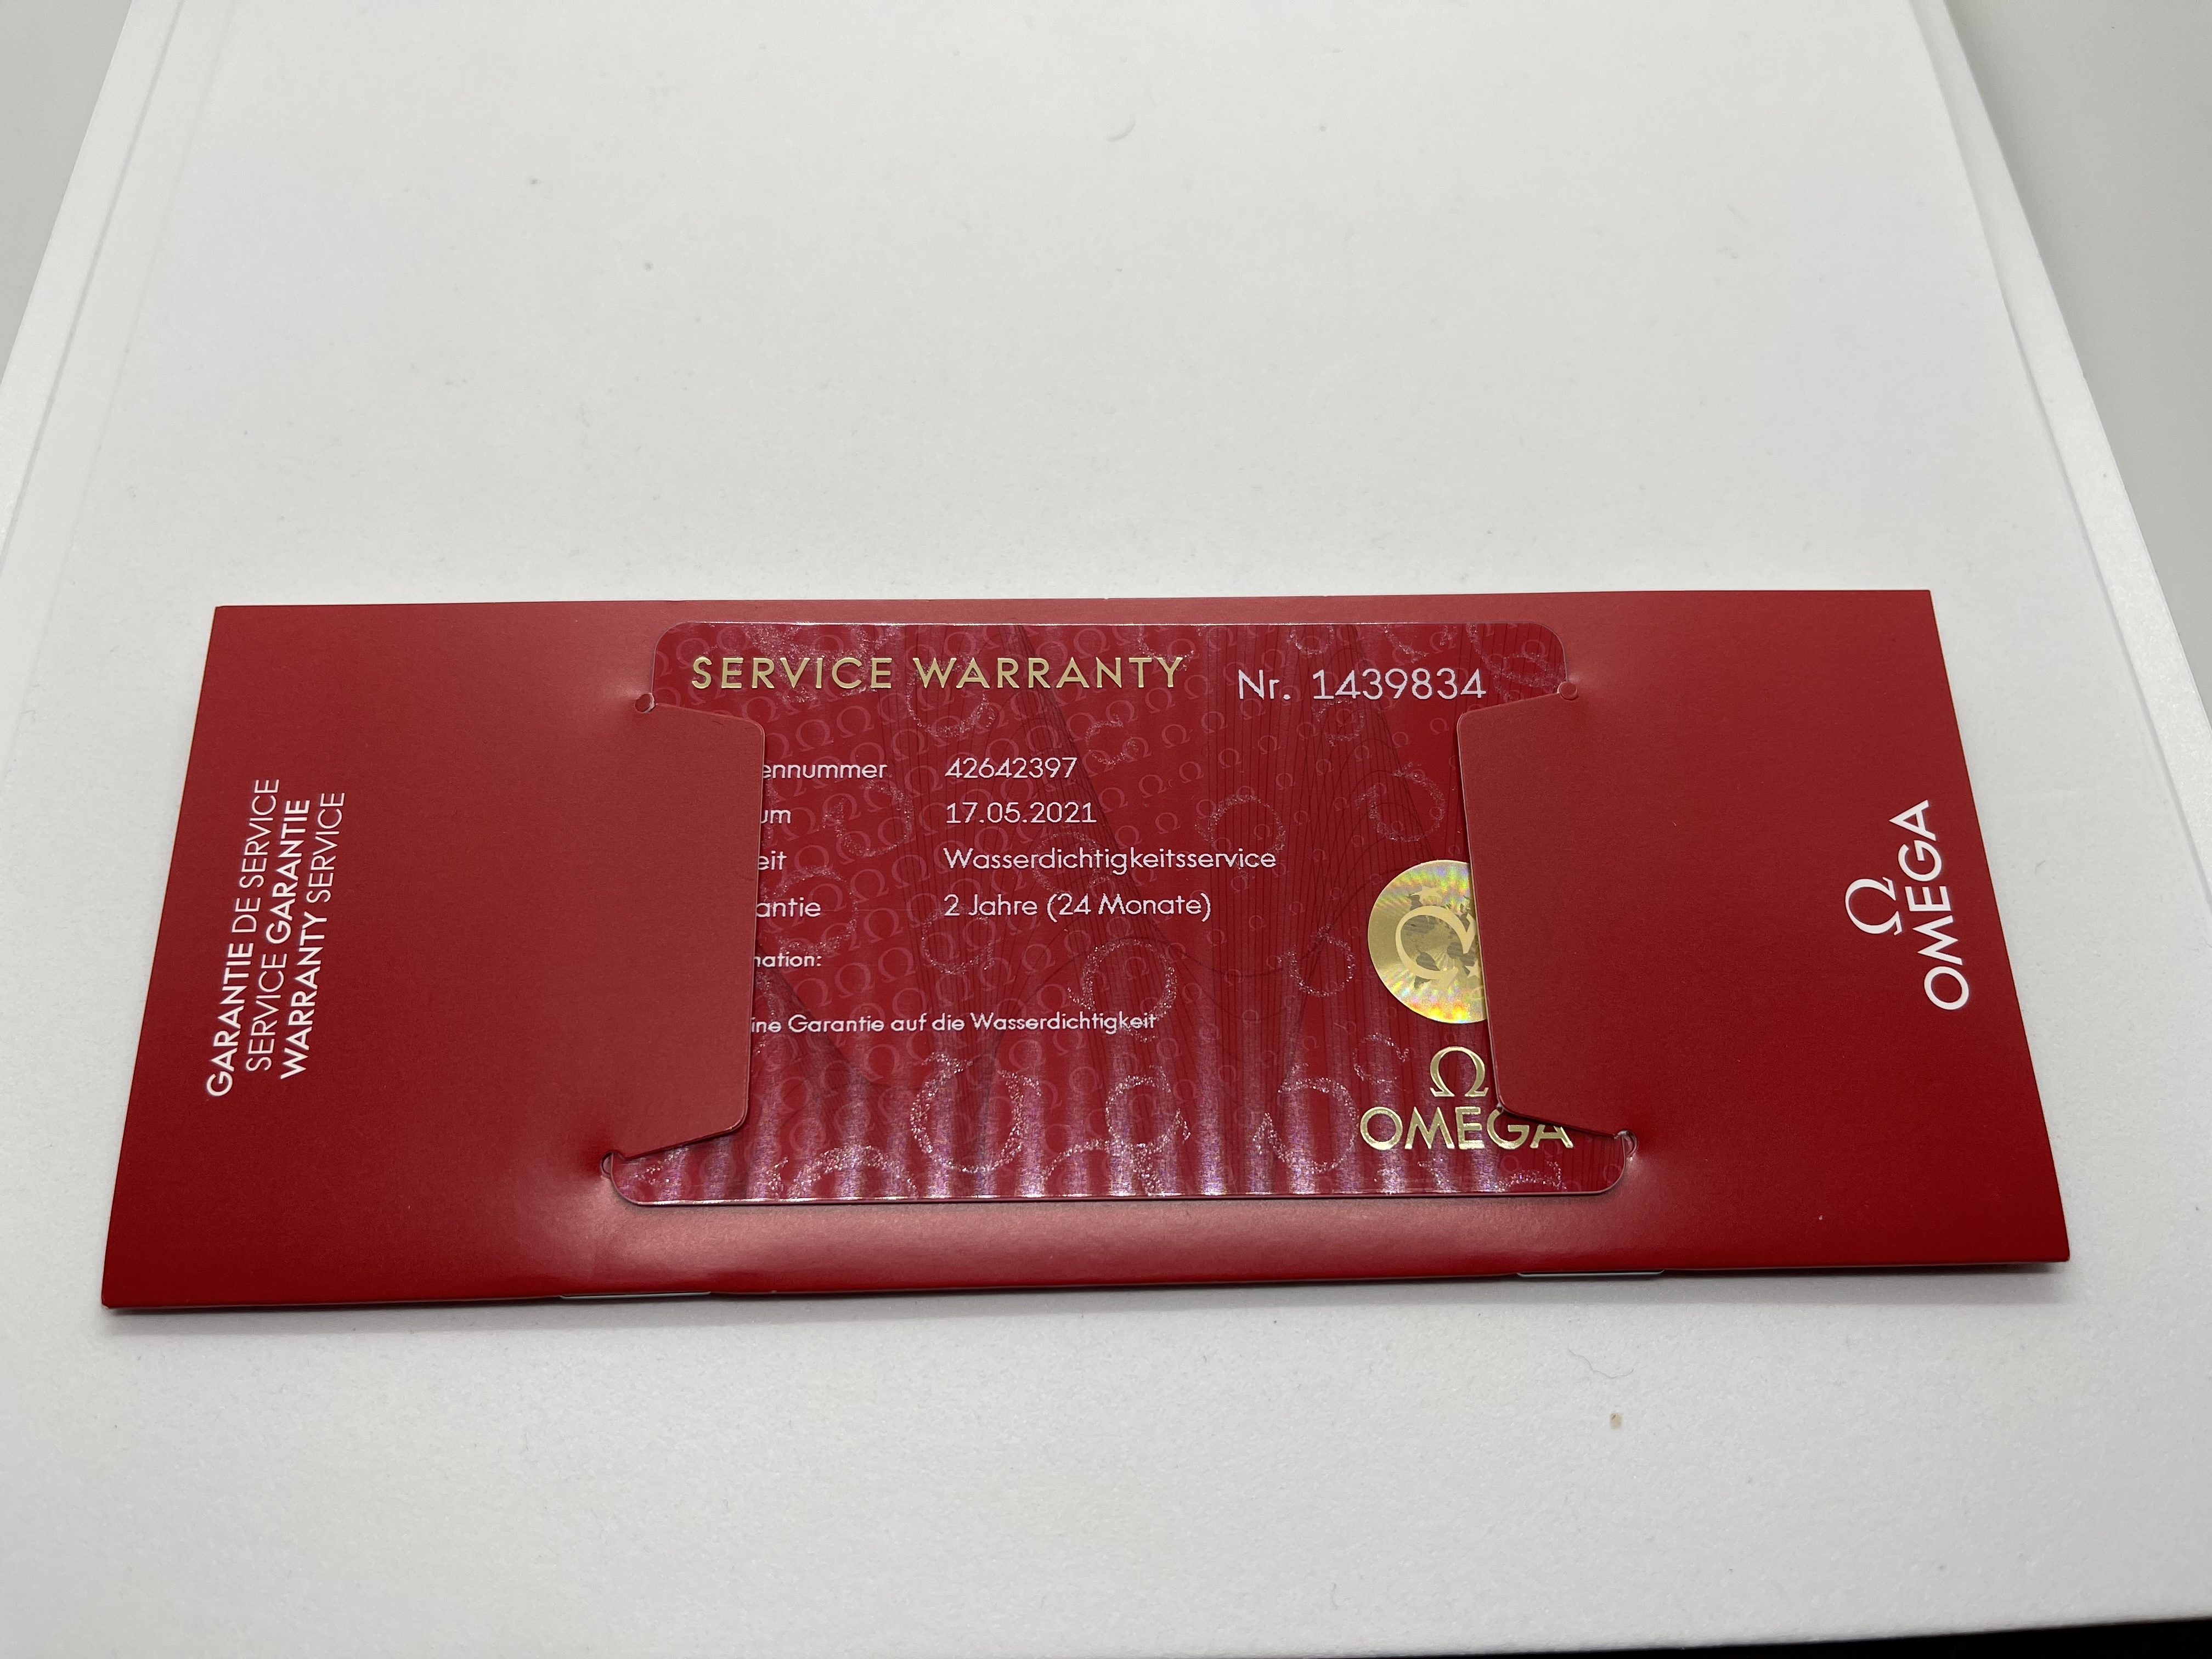 GARANTIE DE SERVICE
SERVICE GARANTIE
WARRANTY SERVICE
SERVICE WARRANTY Nr. 1439834
ennummer 42642397
um 17.05.2021
eit Wasserdichtigkeitsservice
antie 2 Jahre (24 Monate)
mation:
ine Garantie auf die Wasserdichtigkeit
Ω
OMEGA
Ω
OMEGA